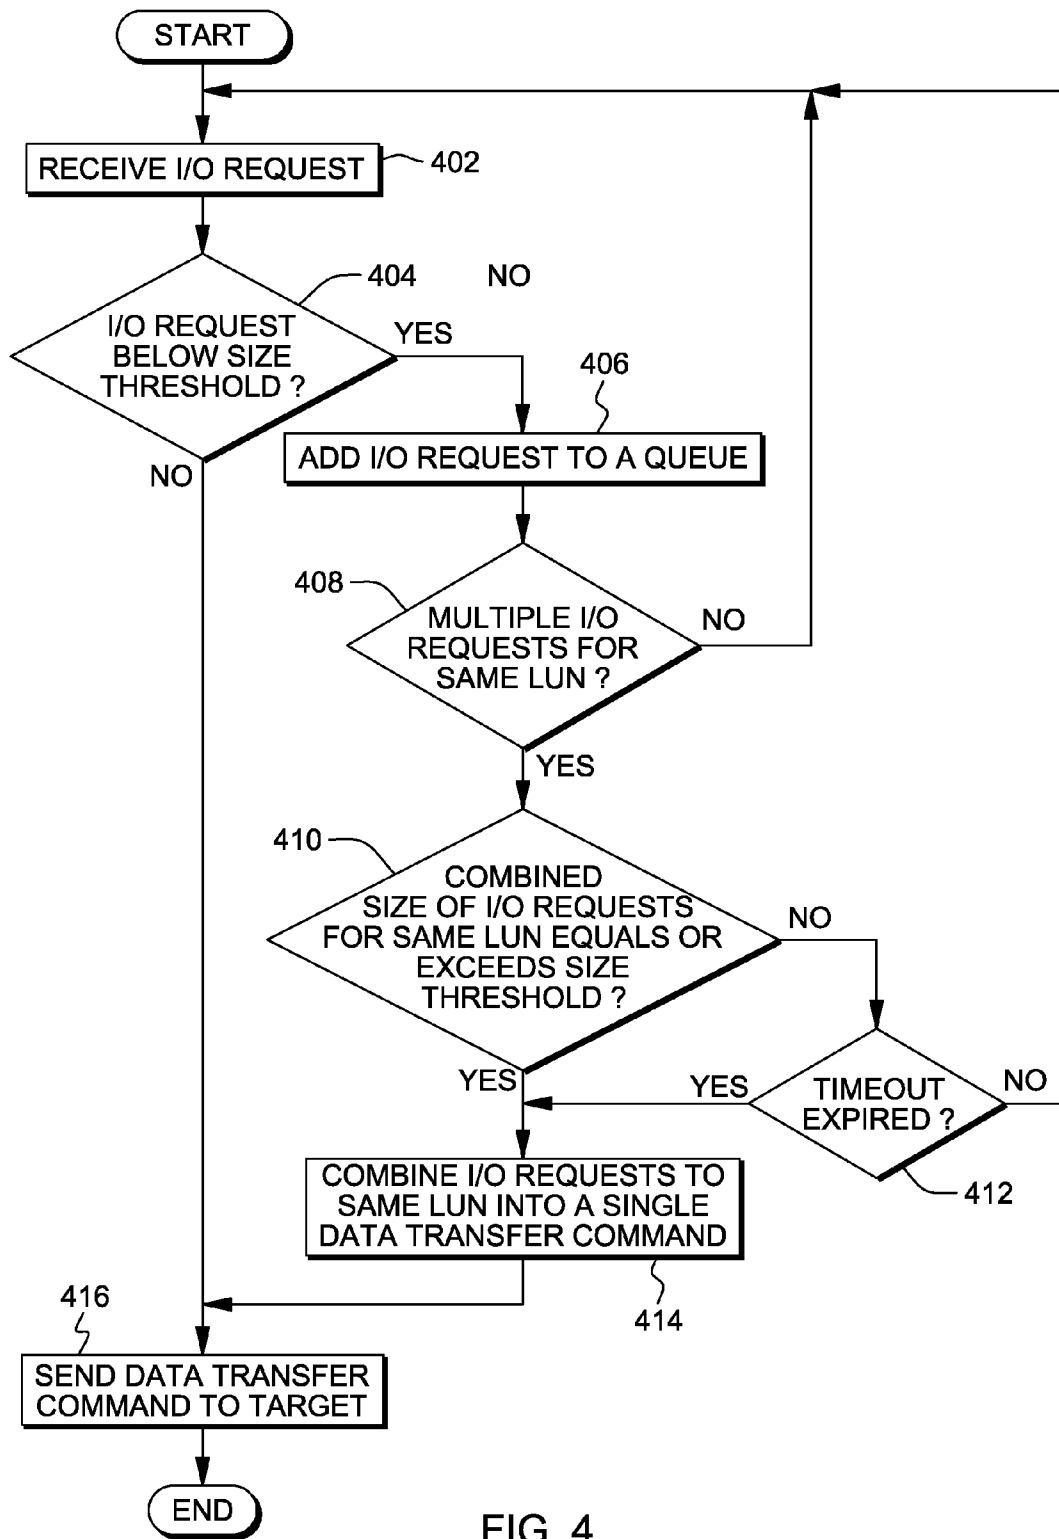 START
RECEIVE I/O REQUEST
402
404
NO
I/O REQUEST
BELOW SIZE
THRESHOLD ?
YES
NO
406
ADD I/O REQUEST TO A QUEUE
408
MULTIPLE I/O
REQUESTS FOR
SAME LUN ?
NO
YES
410
COMBINED
SIZE OF I/O REQUESTS
FOR SAME LUN EQUALS OR
EXCEEDS SIZE
THRESHOLD ?
NO
YES
YES
TIMEOUT
EXPIRED ?
NO
412
COMBINE I/O REQUESTS TO
SAME LUN INTO A SINGLE
DATA TRANSFER COMMAND
414
416
SEND DATA TRANSFER
COMMAND TO TARGET
END
FIG. 4